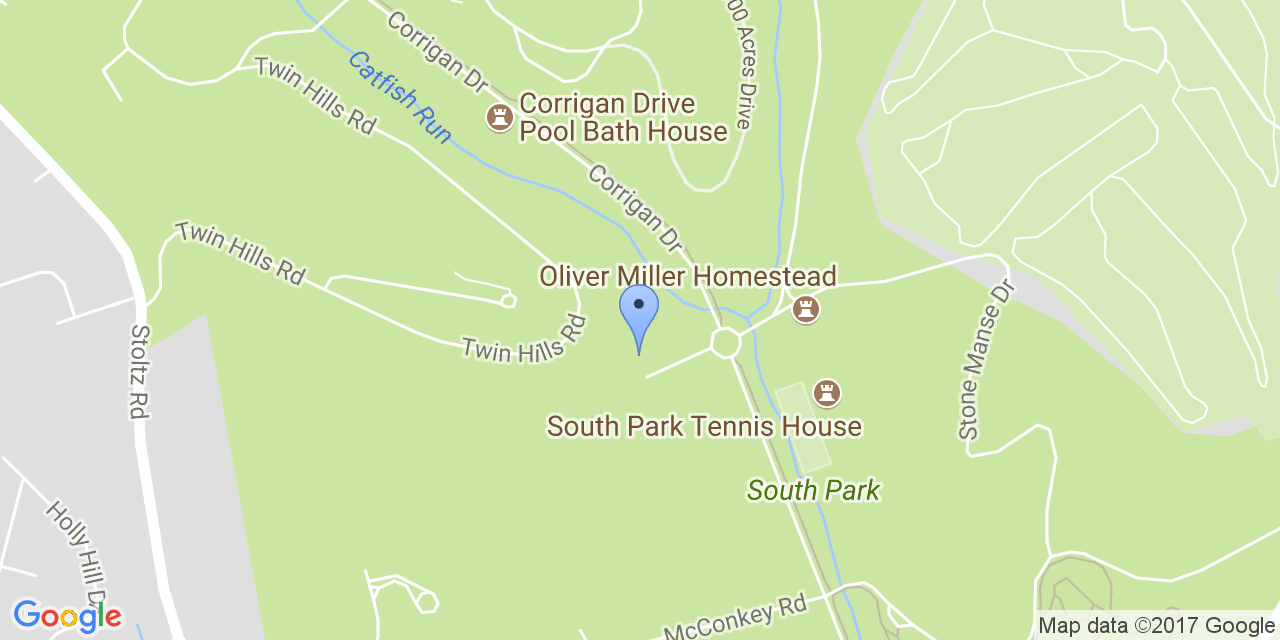 Corrigan Dr
00 Acres Drive
Twin Hills Rd
Catfish Run
Corrigan Drive
Pool Bath House
Corrigan Dr
Twin Hills Rd
Oliver Miller Homestead
Stone Manse Dr
Stoltz Rd
Twin Hills Rd
South Park Tennis House
South Park
Holly Hill D
McConkey Rd
Google
Map data ©2017 Google